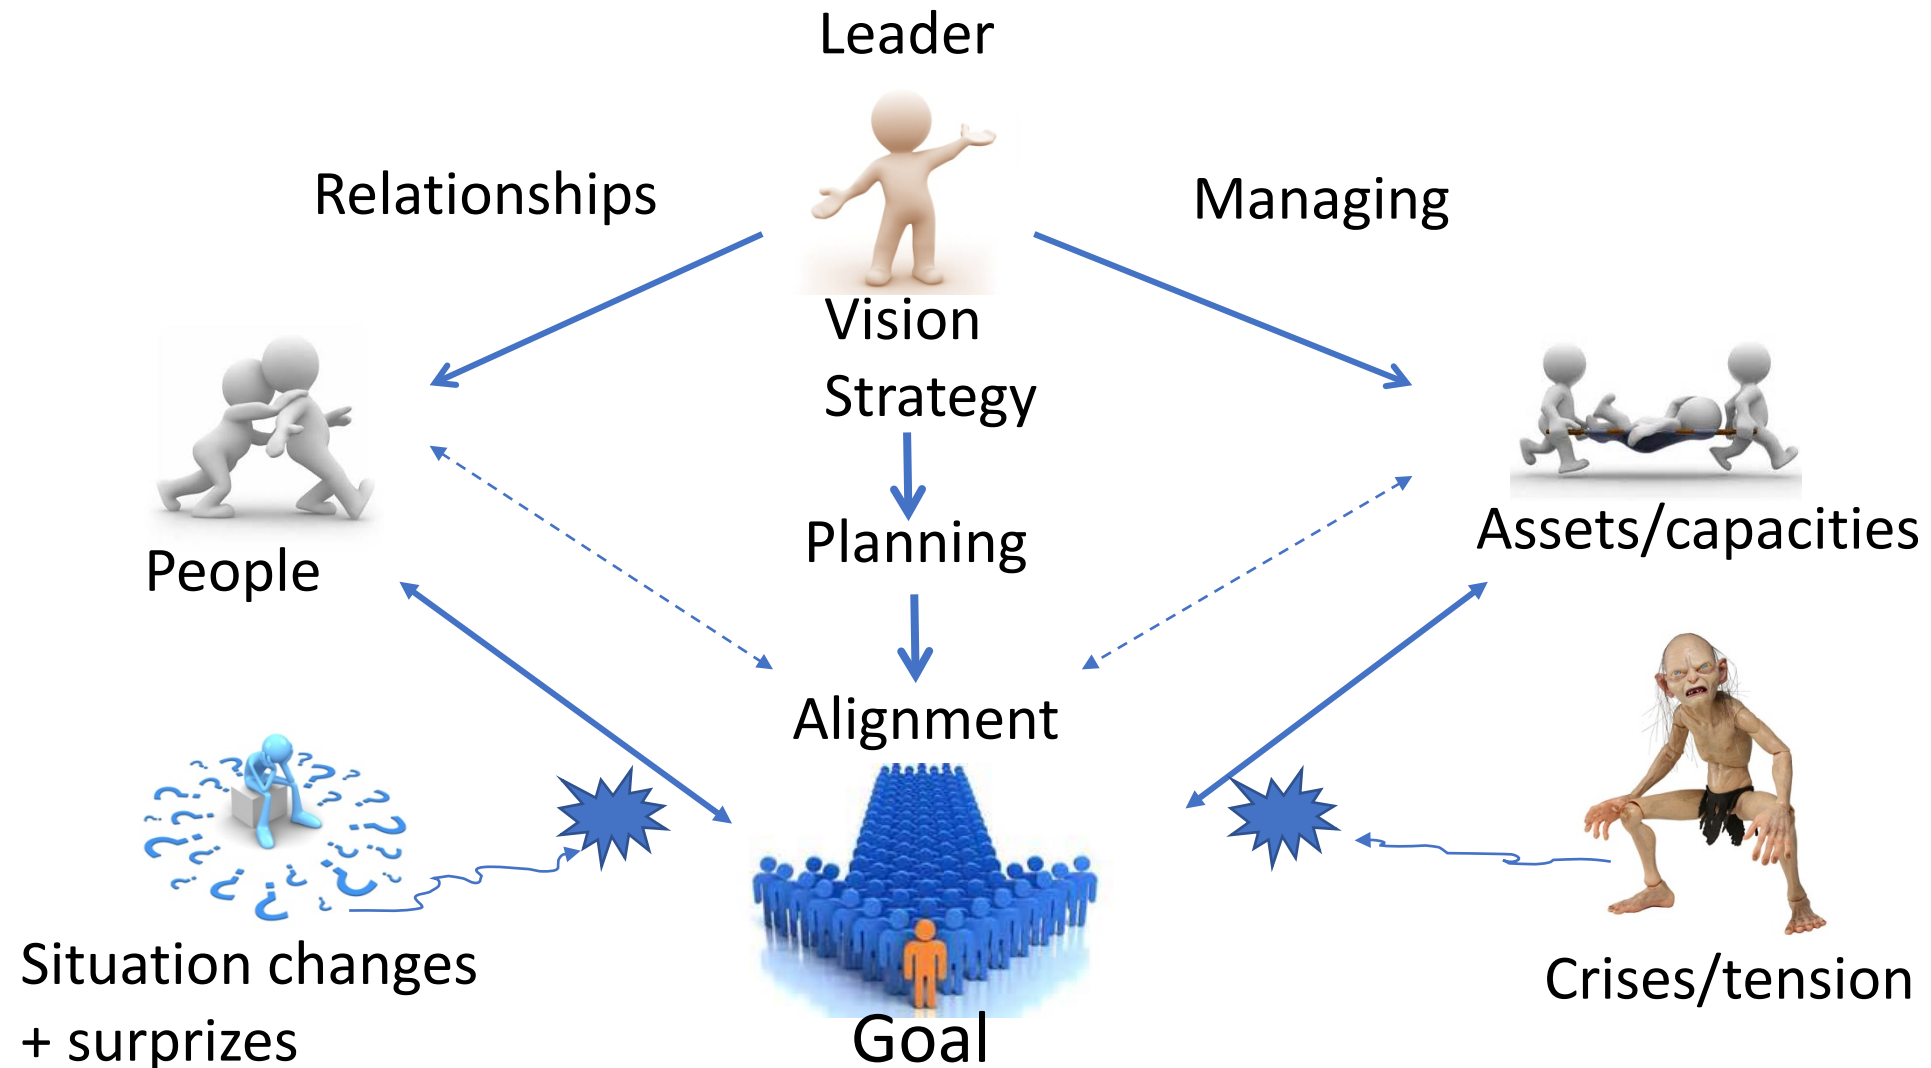 Leader
Relationships
Managing
Vision
Strategy
Planning
People
Assets/capacities
Alignment
Situation changes
+ surprizes
Goal
Crises/tension